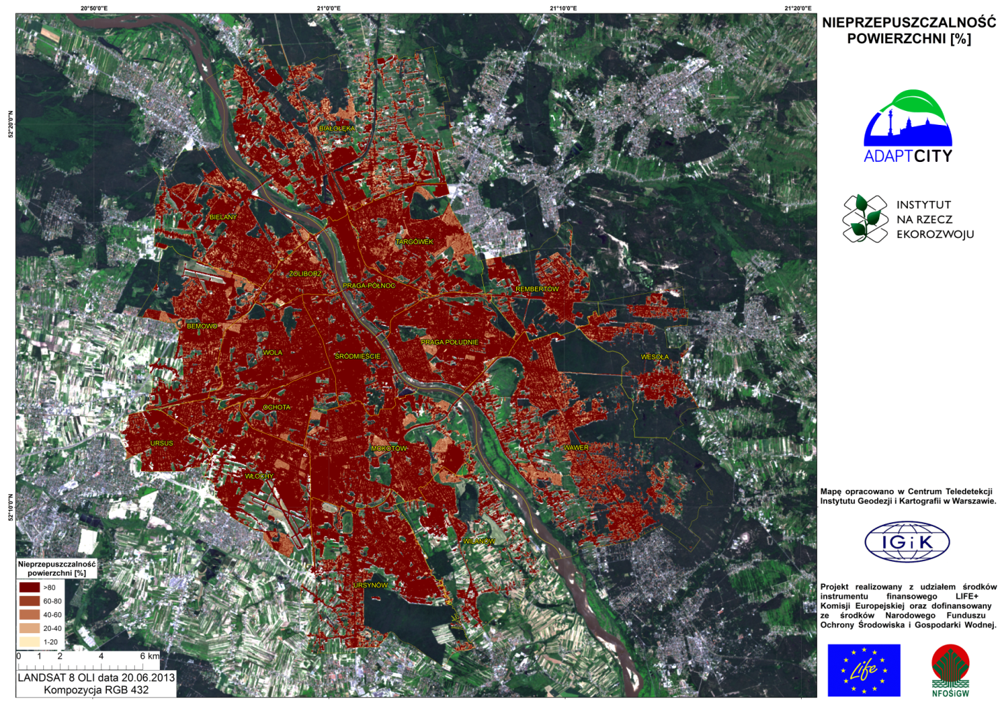 20°50'0"E 21°0'0"E 21°10'0"E 21°20'0"E
NIEPRZEPUSZCZALNOŚĆ
POWIERZCHNI [%]
52°20'0"N
52°10'0"N
BIAŁOŁĘKA
BIELANY
TARGÓWEK
ŻOLIBORZ
PRAGA-PÓŁNOC
REMBERTÓW
BEMOWO
PRAGA POŁUDNIE
WOLA
ŚRÓDMIEŚCIE
WESOŁA
OCHOTA
URSUS
MOKOTÓW
WAWER
WŁOCHY
WILANÓW
URSYNÓW
ADAPTCITY
INSTYTUT
NA RZECZ
EKOROZWOJU
Mapę opracowano w Centrum Teledetekcji
Instytutu Geodezji i Kartografii w Warszawie.
IGiK
Projekt realizowany z udziałem środków
instrumentu finansowego LIFE+
Komisji Europejskiej oraz dofinansowany
ze środków Narodowego Funduszu
Ochrony Środowiska i Gospodarki Wodnej.
Life
NFOŚiGW
Nieprzepuszczalność
powierzchni [%]
>80
60-80
40-60
20-40
1-20
0 1 2 4 6 km
LANDSAT 8 OLI data 20.06.2013
Kompozycja RGB 432